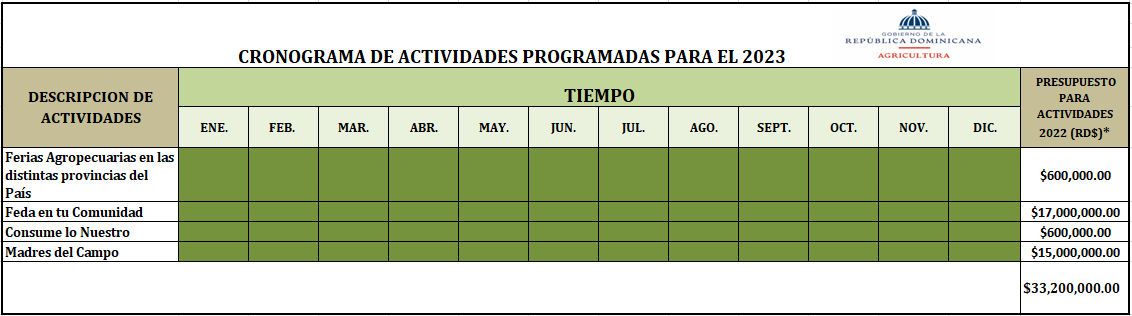 GOBIERNO DE LA
REPÚBLICA DOMINICANA
AGRICULTURA
CRONOGRAMA DE ACTIVIDADES PROGRAMADAS PARA EL 2023
DESCRIPCION DE
ACTIVIDADES
TIEMPO
PRESUPUESTO
PARA
ACTIVIDADES
2022 (RD$)*
ENE. FEB. MAR. ABR. MAY. JUN. JUL. AGO. SEPT. OCT. NOV. DIC.
Ferias Agropecuarias en las
distintas provincias del
País
$600,000.00
Feda en tu Comunidad $17,000,000.00
Consume lo Nuestro $600,000.00
Madres del Campo $15,000,000.00
$33,200,000.00